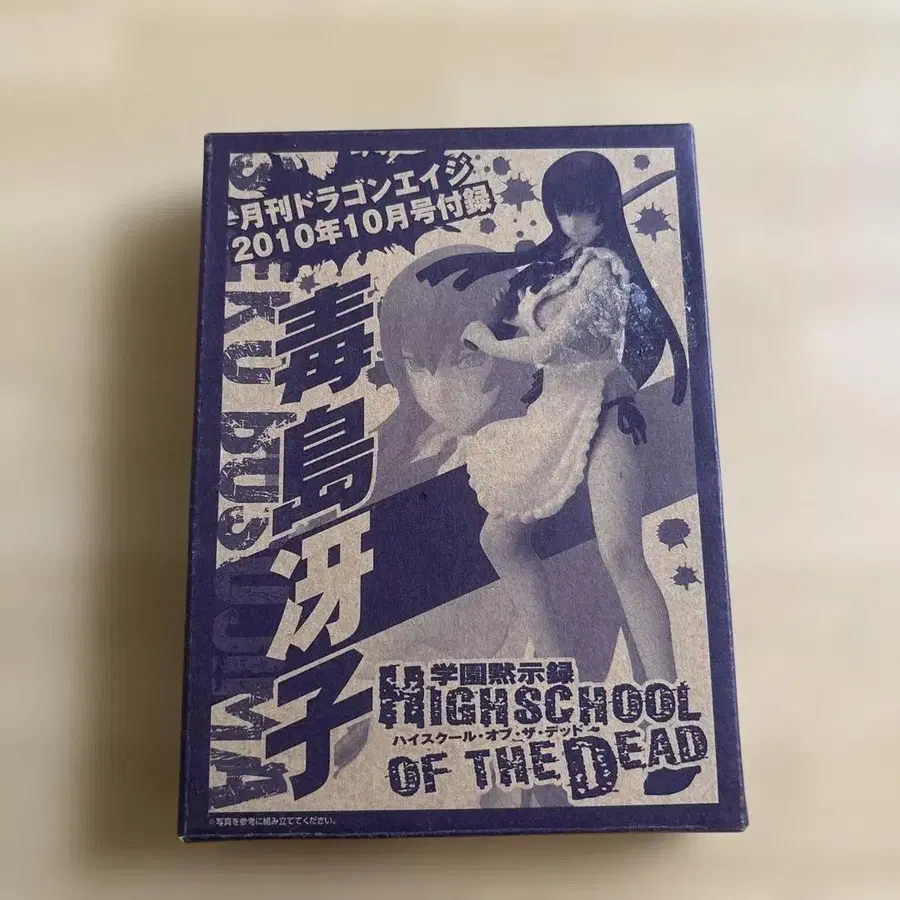 月刊ドラゴンエイジ
2010年10月号付録
毒島冴子
学園黙示録
HIGHSCHOOL
ハイスクール・オブ・ザ・デッド
OF THE DEAD
※写真を参考に組み立ててください。